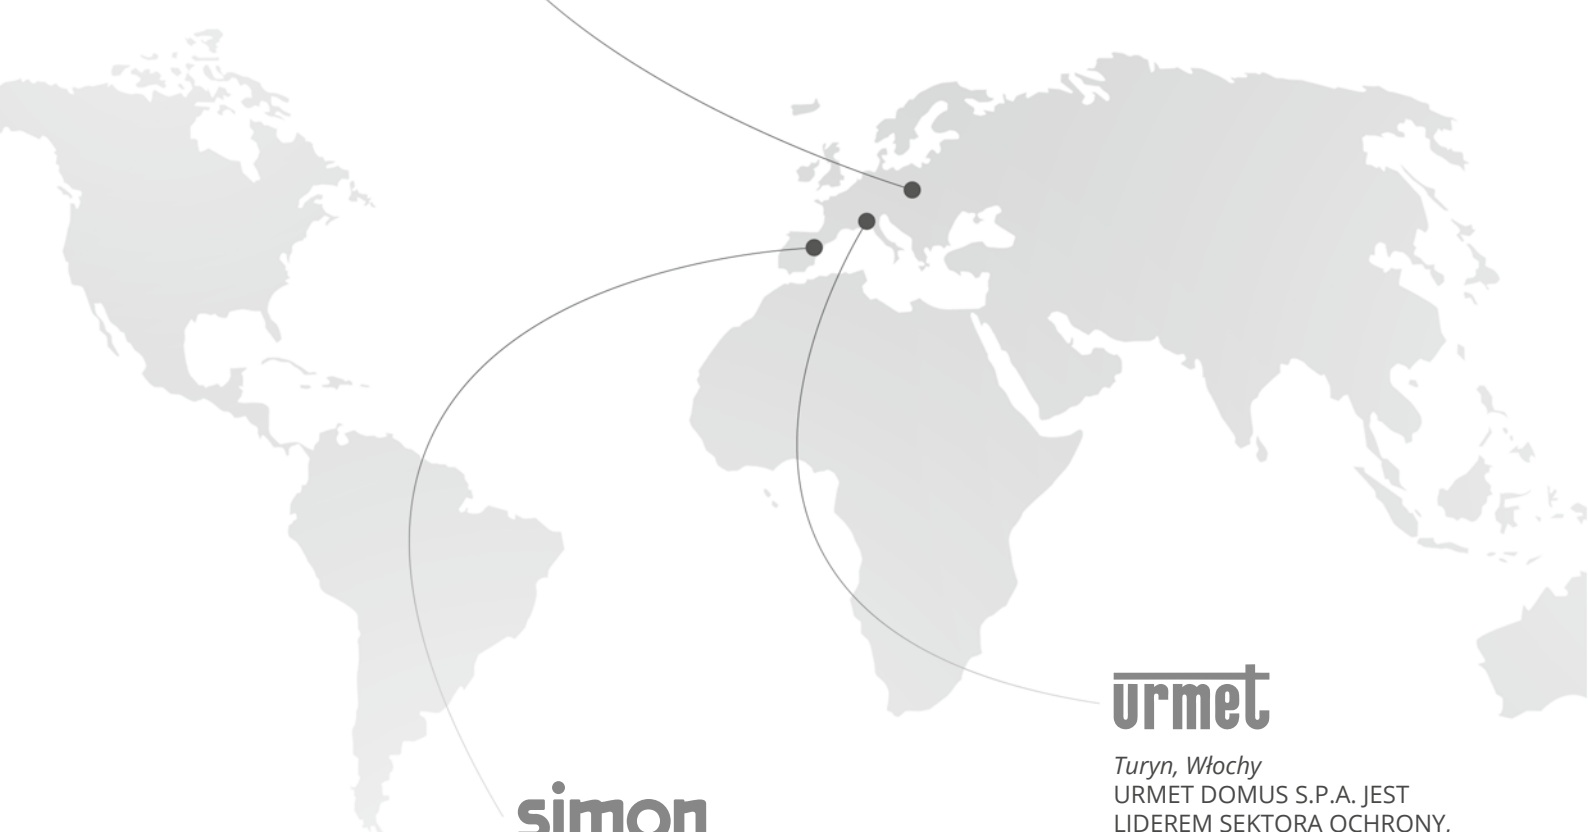 urmet
Turyn, Włochy
URMET DOMUS S.P.A. JEST
LIDEREM SEKTORA OCHRONY,
simon